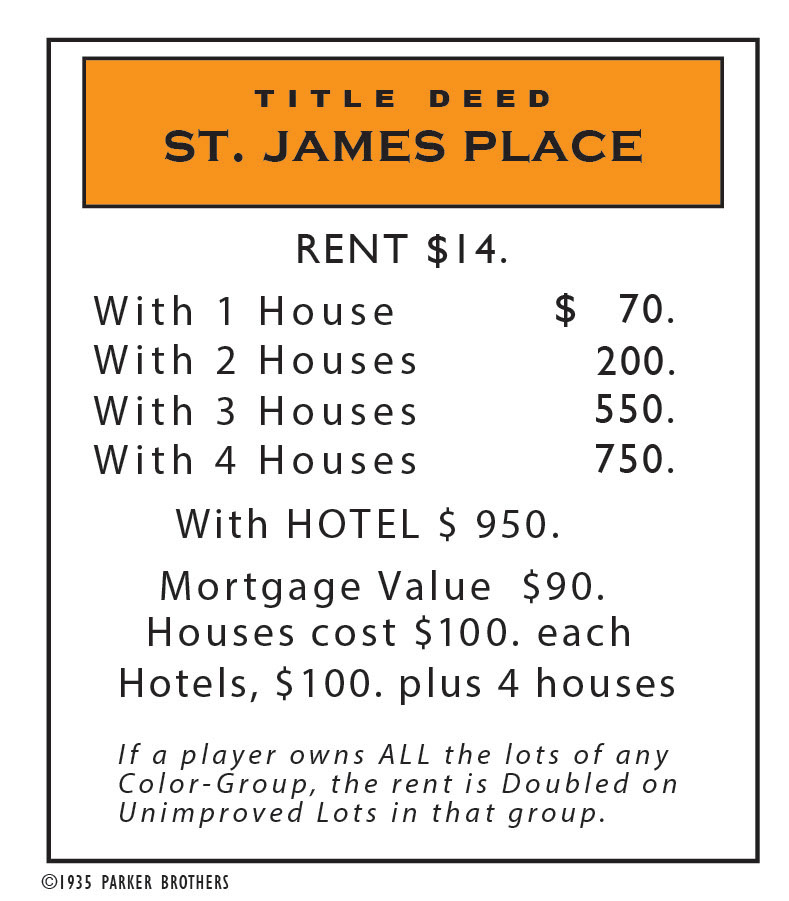 TITLE DEED
ST. JAMES PLACE
RENT $14.
With 1 House $ 70.
With 2 Houses 200.
With 3 Houses 550.
With 4 Houses 750.
With HOTEL $ 950.
Mortgage Value $90.
Houses cost $100. each
Hotels, $100. plus 4 houses
If a player owns ALL the lots of any
Color-Group, the rent is Doubled on
Unimproved Lots in that group.
©1935 PARKER BROTHERS